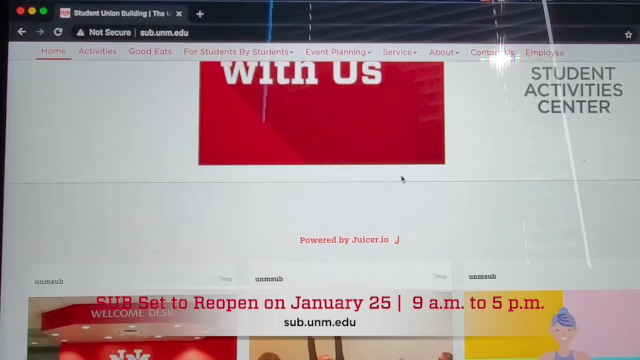 Student Union Building | The U
Not Secure | sub.unm.edu
Home Activities Good Eats For Students By Students Event Planning Service About Contact Us Employee
with Us
STUDENT
ACTIVITIES
CENTER
Powered by Juicer.io
unmsub 7mo unmsub 7mo unmsub
SUB Set to Reopen on January 25 | 9 a.m. to 5 p.m.
WELCOME DESK
sub.unm.edu